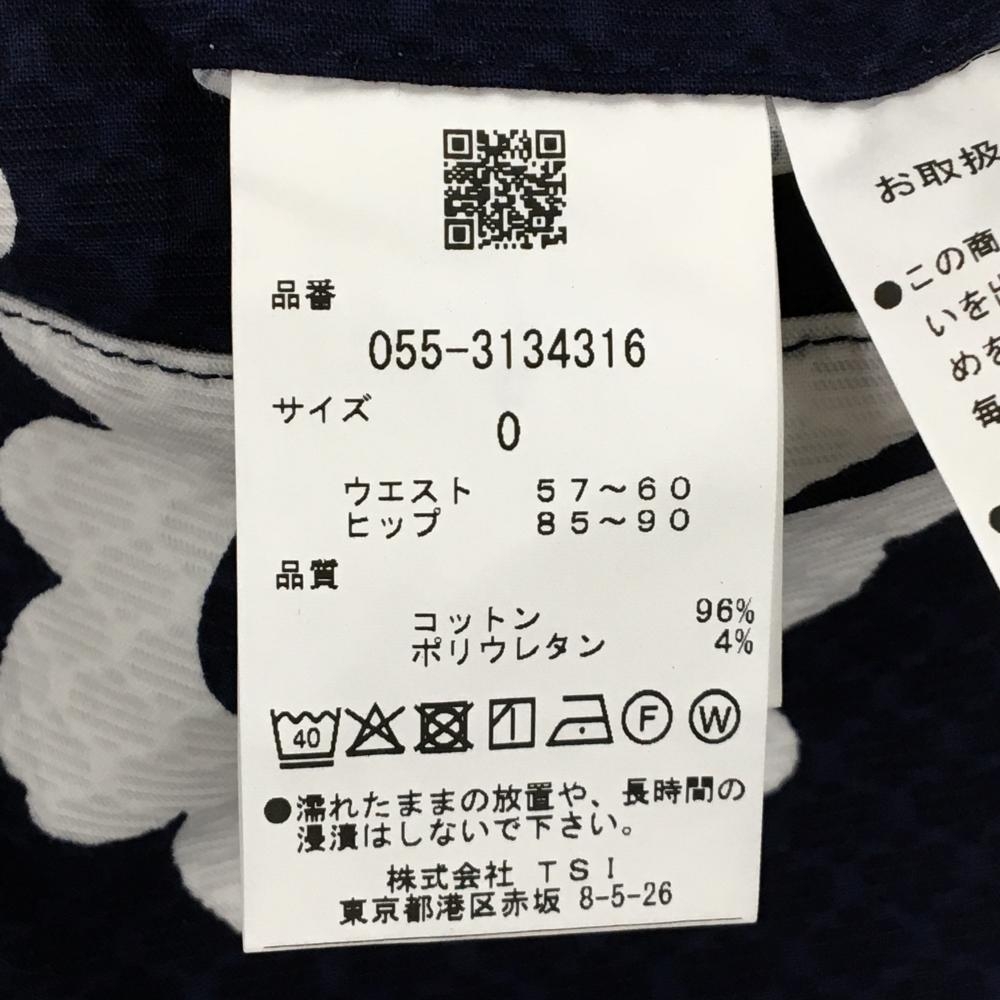 品番
055-3134316
サイズ
0
ウエスト 57～60
ヒップ 85～90
品質
コットン 96%
ポリウレタン 4%
40
F
W
●濡れたままの放置や、長時間の
浸漬はしないで下さい。
株式会社 TSI
東京都港区赤坂 8-5-26
お取扱
●この商
めを
毎